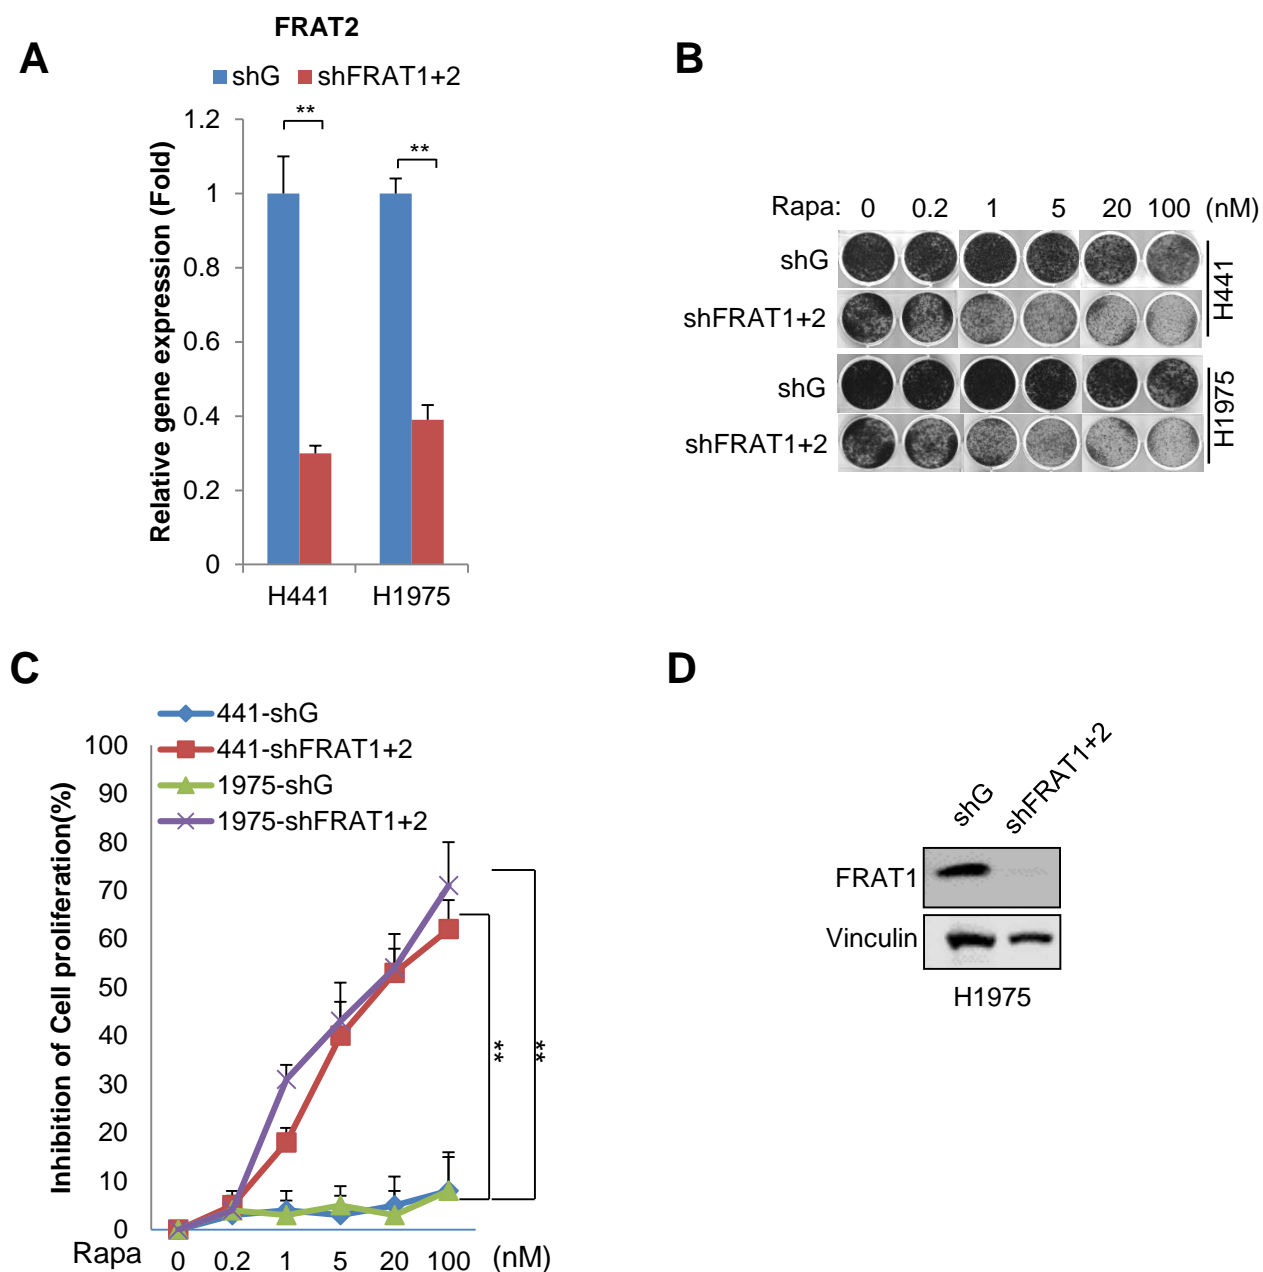 A
FRAT2
shG shFRAT1+2
Relative gene expression (Fold)
1.2
1
0.8
0.6
0.4
0.2
0
**
**
H441 H1975
B
Rapa: 0 0.2 1 5 20 100 (nM)
shG
shFRAT1+2
H441
shG
shFRAT1+2
H1975
C
441-shG
441-shFRAT1+2
1975-shG
1975-shFRAT1+2
Inhibition of Cell proliferation(%)
100
90
80
70
60
50
40
30
20
10
0
**
**
Rapa 0 0.2 1 5 20 100 (nM)
D
shG shFRAT1+2
FRAT1
Vinculin
H1975